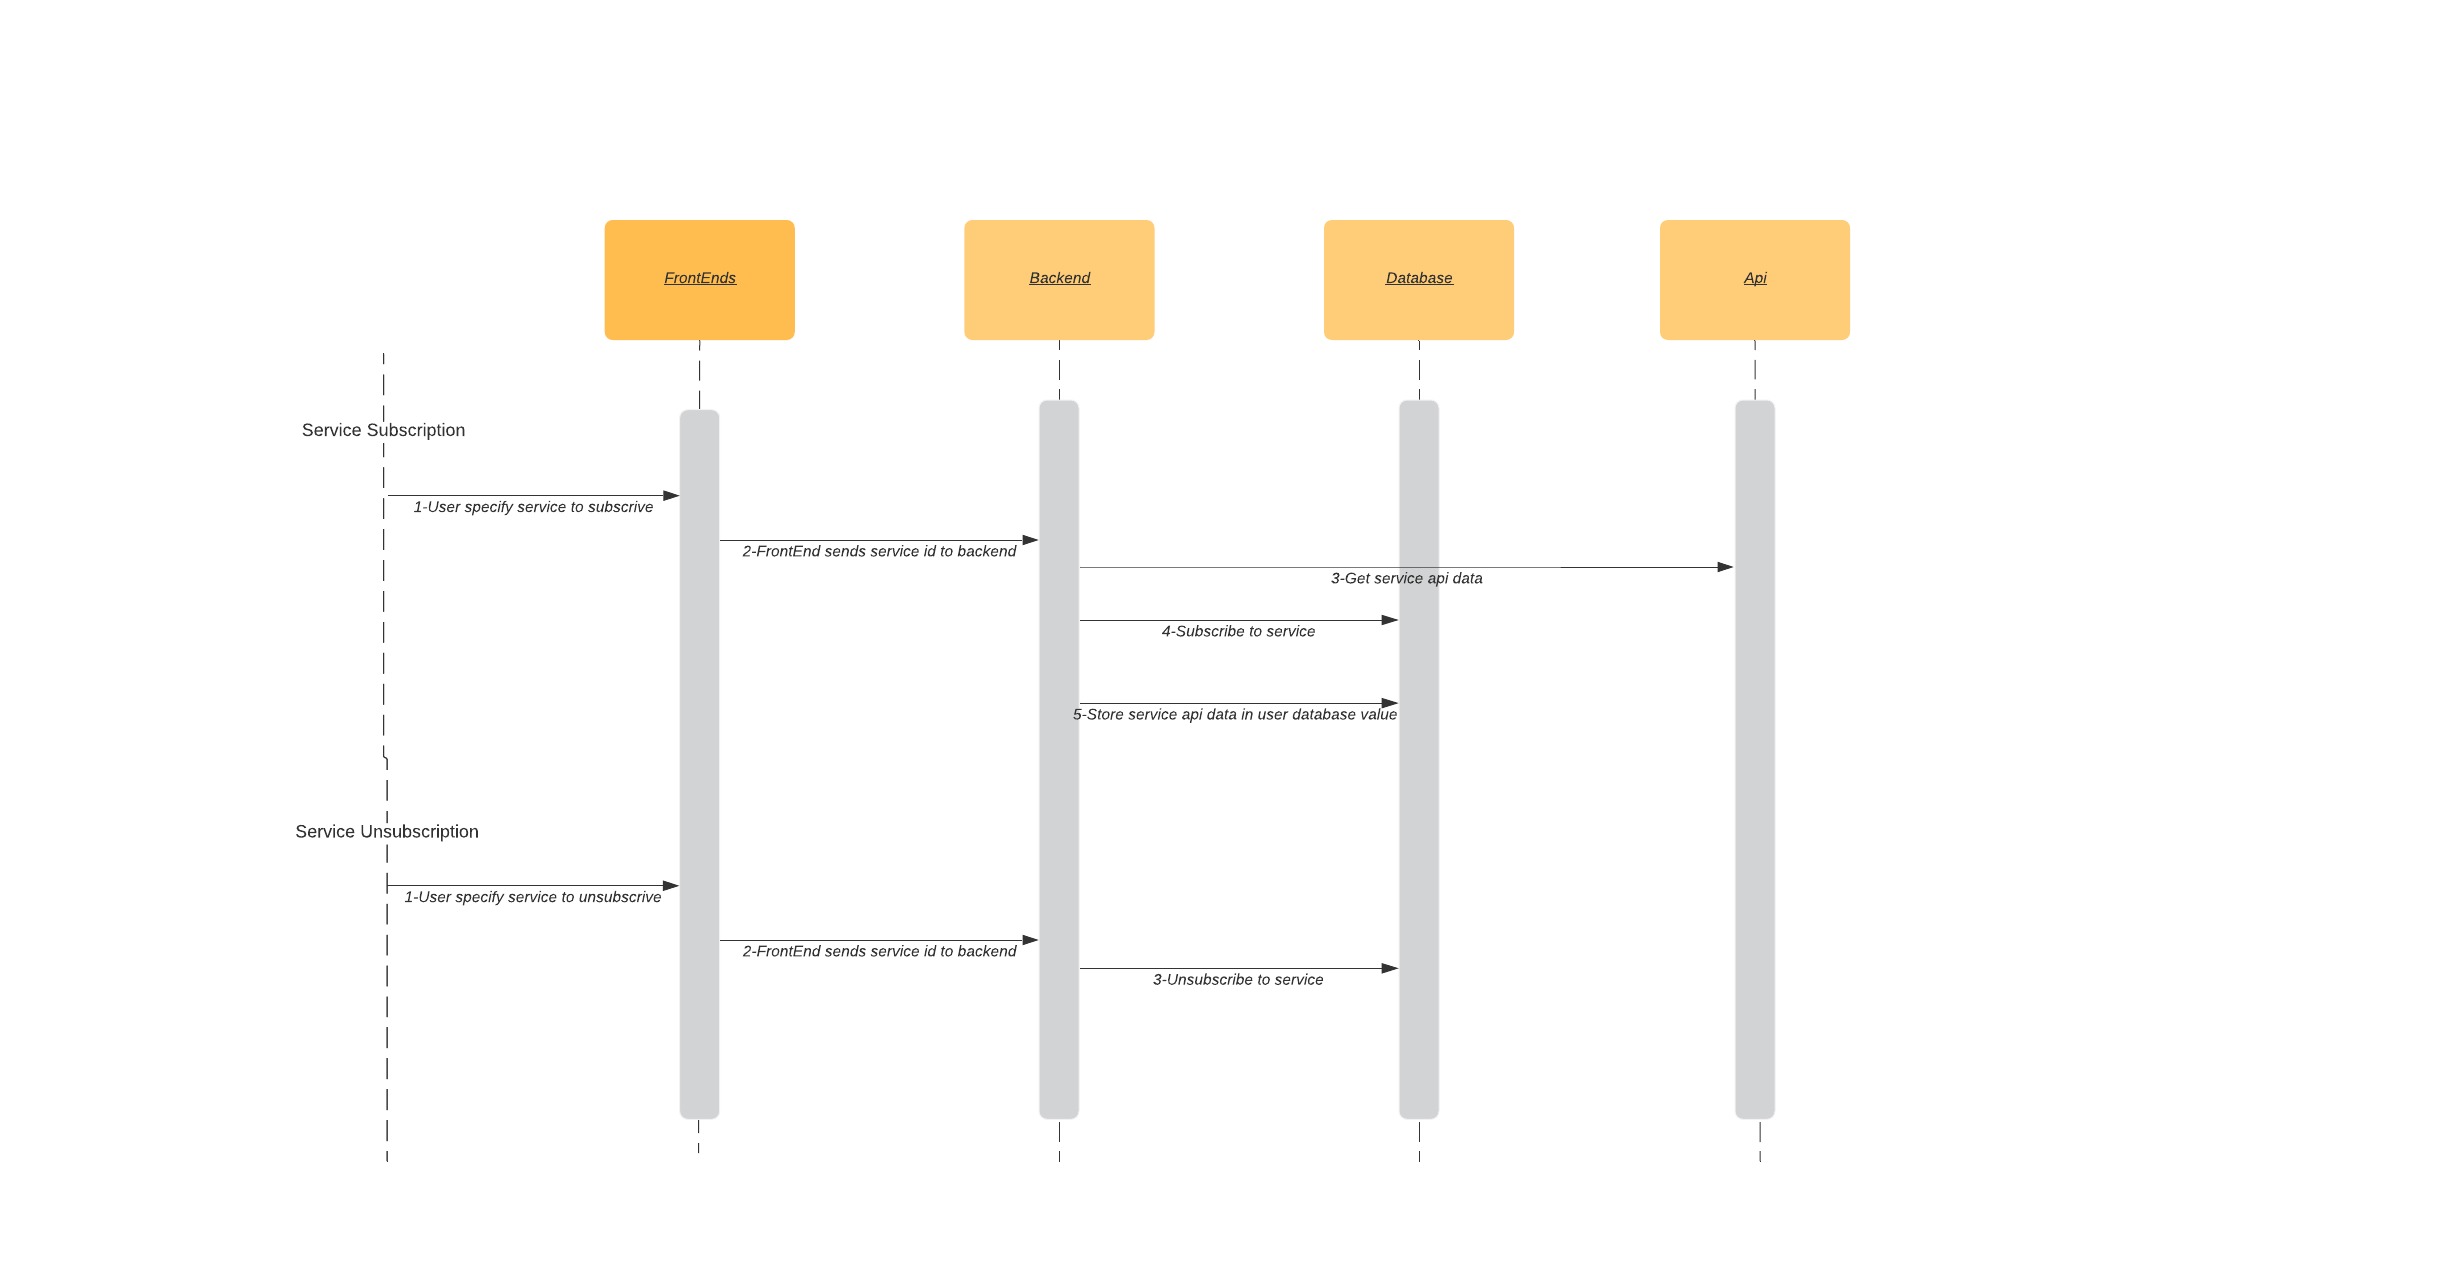 FrontEnds
Backend
Database
Api
Service Subscription
1-User specify service to subscrive
2-FrontEnd sends service id to backend
3-Get service api data
4-Subscribe to service
5-Store service api data in user database value
Service Unsubscription
1-User specify service to unsubscrive
2-FrontEnd sends service id to backend
3-Unsubscribe to service